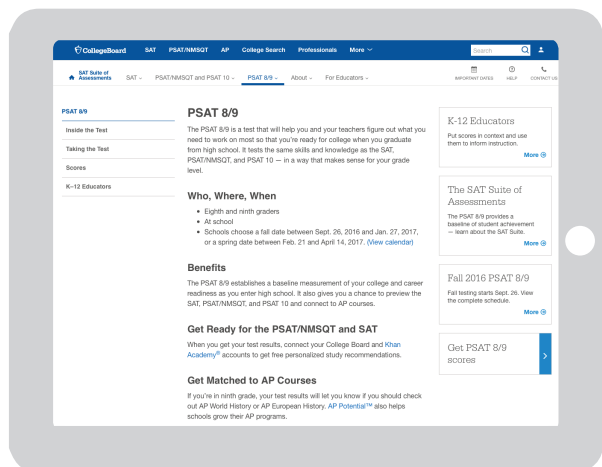 CollegeBoard SAT PSAT/NMSQT AP College Search Professionals More Search
SAT Suite of
Assessments SAT PSAT/NMSQT and PSAT 10 PSAT 8/9 About For Educators IMPORTANT DATES HELP CONTACT US
PSAT 8/9
Inside the Test
Taking the Test
Scores
K–12 Educators
PSAT 8/9
The PSAT 8/9 is a test that will help you and your teachers figure out what you
need to work on most so that you're ready for college when you graduate
from high school. It tests the same skills and knowledge as the SAT,
PSAT/NMSQT, and PSAT 10 — in a way that makes sense for your grade
level.
Who, Where, When
• Eighth and ninth graders
• At school
• Schools choose a fall date between Sept. 26, 2016 and Jan. 27, 2017,
or a spring date between Feb. 21 and April 14, 2017. (View calendar)
Benefits
The PSAT 8/9 establishes a baseline measurement of your college and career
readiness as you enter high school. It also gives you a chance to preview the
SAT, PSAT/NMSQT, and PSAT 10 and connect to AP courses.
Get Ready for the PSAT/NMSQT and SAT
When you get your test results, connect your College Board and Khan
Academy® accounts to get free personalized study recommendations.
Get Matched to AP Courses
If you're in ninth grade, your test results will let you know if you should check
out AP World History or AP European History. AP Potential™ also helps
schools grow their AP programs.
K-12 Educators
Put scores in context and use
them to inform instruction.
More
The SAT Suite of
Assessments
The PSAT 8/9 provides a
baseline of student achievement
— learn about the SAT Suite.
More
Fall 2016 PSAT 8/9
Fall testing starts Sept. 26. View
the complete schedule.
More
Get PSAT 8/9
scores